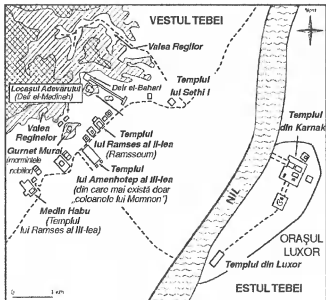 VESTUL TEBEI
Valea Regilor
Locașul Adevărului
(Deir el-Medineh)
Deir el-Bahari
Templul
lui Sethi I
Templul
din Karnak
Valea
Reginelor
Templul
lui Ramses al II-lea
(Ramsseum)
Gurnet Murai
(mormintele
nobililor)
Templul
lui Amenhotep al III-lea
(din care mai există doar
„coloanele lui Memnon")
Medin Habu
(Templul
lui Ramses al III-lea)
NIL
ORAȘUL
LUXOR
Templul din Luxor
ESTUL TEBEI
0 1 km